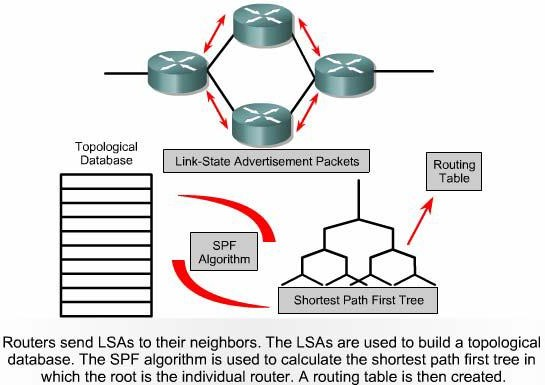 Topological
Database
Link-State Advertisement Packets
Routing
Table
SPF
Algorithm
Shortest Path First Tree
Routers send LSAs to their neighbors. The LSAs are used to build a topological
database. The SPF algorithm is used to calculate the shortest path first tree in
which the root is the individual router. A routing table is then created.